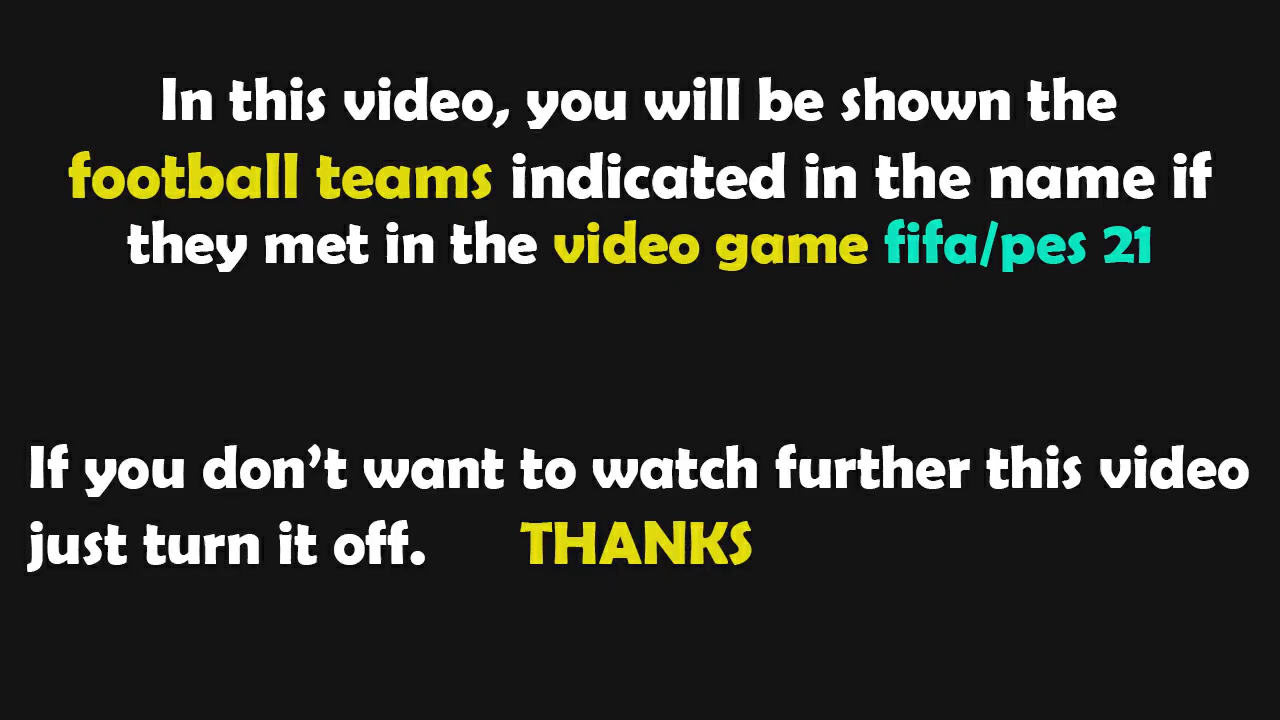 In this video, you will be shown the
football teams indicated in the name if
they met in the video game fifa/pes 21
If you don’t want to watch further this video
just turn it off. THANKS